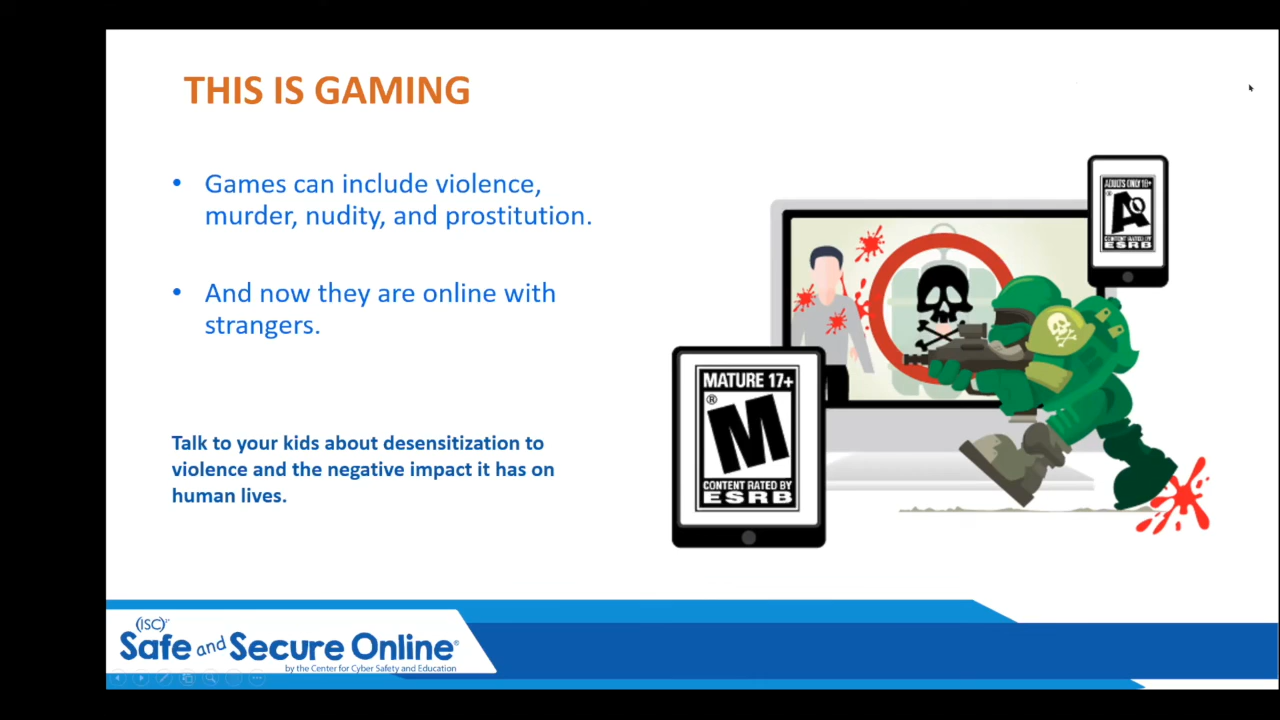 THIS IS GAMING
• Games can include violence,
murder, nudity, and prostitution.
• And now they are online with
strangers.
Talk to your kids about desensitization to
violence and the negative impact it has on
human lives.
ADULTS ONLY 18+
AO
®
CONTENT RATED BY
ESRB
MATURE 17+
®
M
CONTENT RATED BY
ESRB
(ISC)²
Safe and Secure Online®
by the Center for Cyber Safety and Education